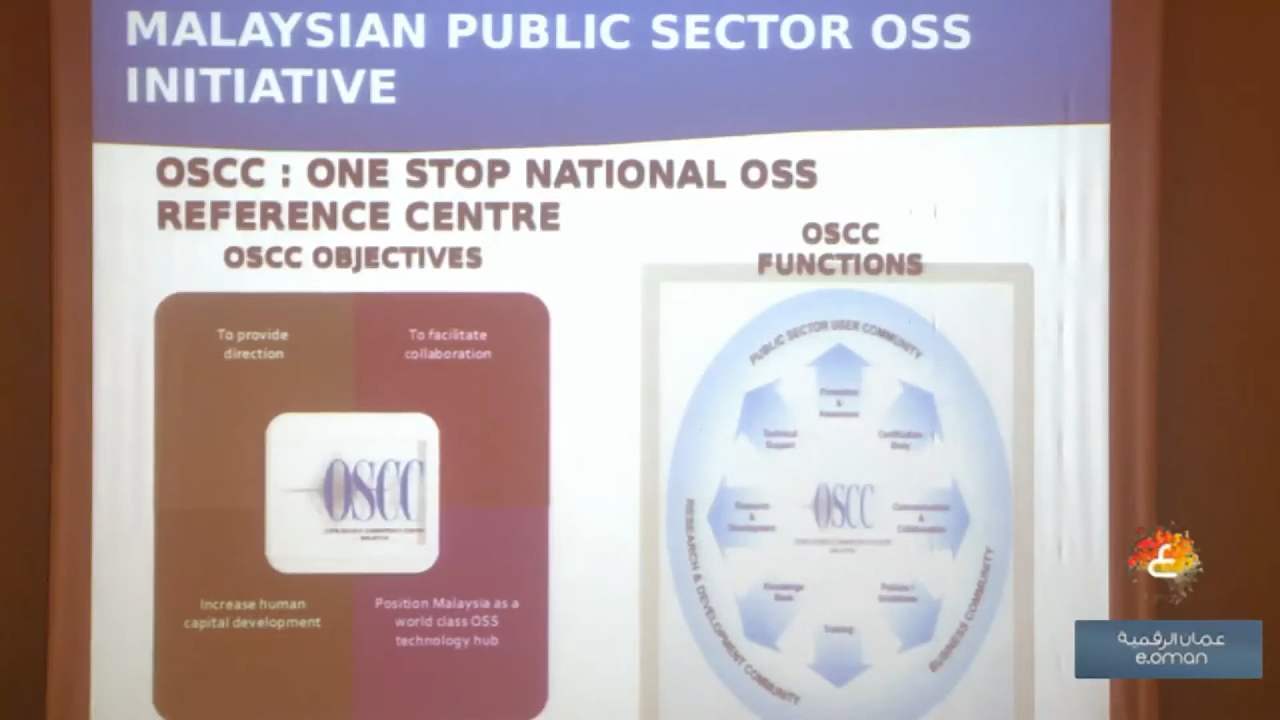 MALAYSIAN PUBLIC SECTOR OSS
INITIATIVE
OSCC : ONE STOP NATIONAL OSS
REFERENCE CENTRE
OSCC OBJECTIVES
To provide
direction
To facilitate
collaboration
OSCC
Increase human
capital development
Position Malaysia as a
world class OSS
technology hub
OSCC
FUNCTIONS
PUBLIC SECTOR USER COMMUNITY
&
Technical
Support
Certification
Research
&
Development
OSCC
&
Collaboration
Knowledge
Bank
Policies /
Guidelines
Training
RESEARCH & DEVELOPMENT COMMUNITY
BUSINESS COMMUNITY
ع
عمان الرقمية
e.oman